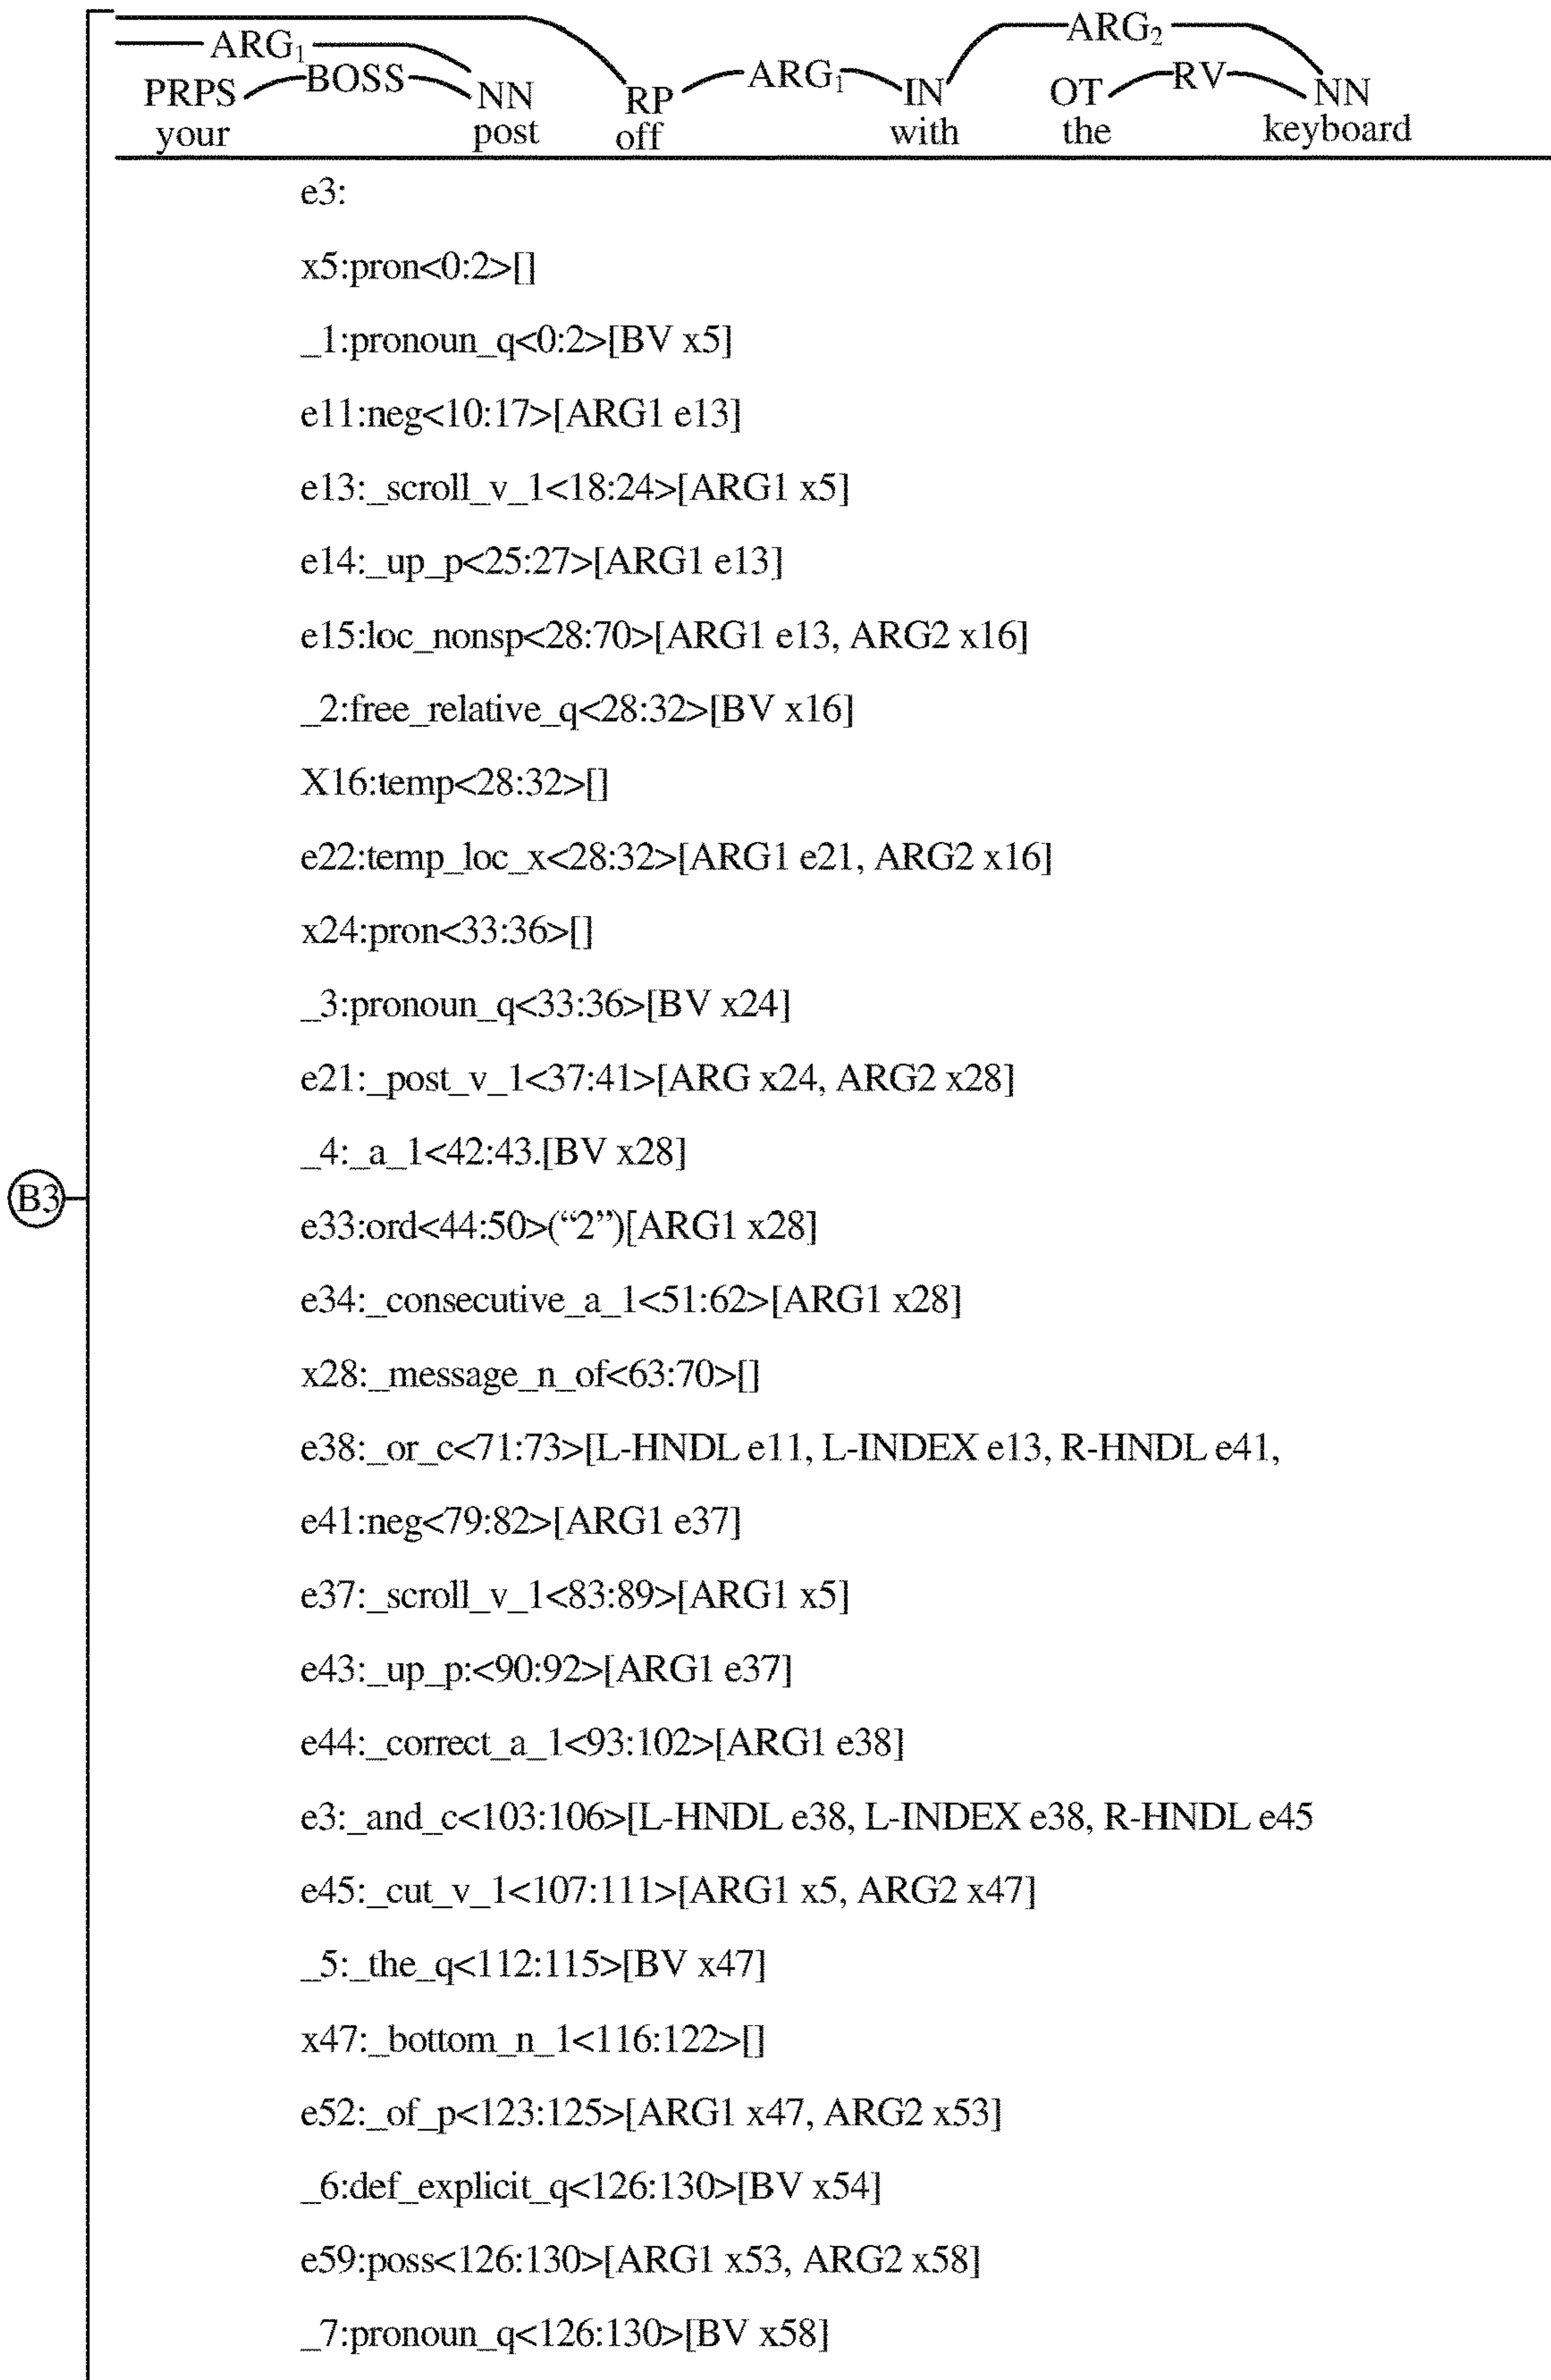 ARG₁ ARG₂
PRPS BOSS NN RP ARG₁ IN OT RV NN
your post off with the keyboard
e3:
x5:pron<0:2>[]
_1:pronoun_q<0:2>[BV x5]
e11:neg<10:17>[ARG1 e13]
e13:_scroll_v_1<18:24>[ARG1 x5]
e14:_up_p<25:27>[ARG1 e13]
e15:loc_nonsp<28:70>[ARG1 e13, ARG2 x16]
_2:free_relative_q<28:32>[BV x16]
X16:temp<28:32>[]
e22:temp_loc_x<28:32>[ARG1 e21, ARG2 x16]
x24:pron<33:36>[]
_3:pronoun_q<33:36>[BV x24]
e21:_post_v_1<37:41>[ARG x24, ARG2 x28]
_4:_a_1<42:43.[BV x28]
B3
e33:ord<44:50>(“2”)[ARG1 x28]
e34:_consecutive_a_1<51:62>[ARG1 x28]
x28:_message_n_of<63:70>[]
e38:_or_c<71:73>[L-HNDL e11, L-INDEX e13, R-HNDL e41,
e41:neg<79:82>[ARG1 e37]
e37:_scroll_v_1<83:89>[ARG1 x5]
e43:_up_p:<90:92>[ARG1 e37]
e44:_correct_a_1<93:102>[ARG1 e38]
e3:_and_c<103:106>[L-HNDL e38, L-INDEX e38, R-HNDL e45
e45:_cut_v_1<107:111>[ARG1 x5, ARG2 x47]
_5:_the_q<112:115>[BV x47]
x47:_bottom_n_1<116:122>[]
e52:_of_p<123:125>[ARG1 x47, ARG2 x53]
_6:def_explicit_q<126:130>[BV x54]
e59:poss<126:130>[ARG1 x53, ARG2 x58]
_7:pronoun_q<126:130>[BV x58]